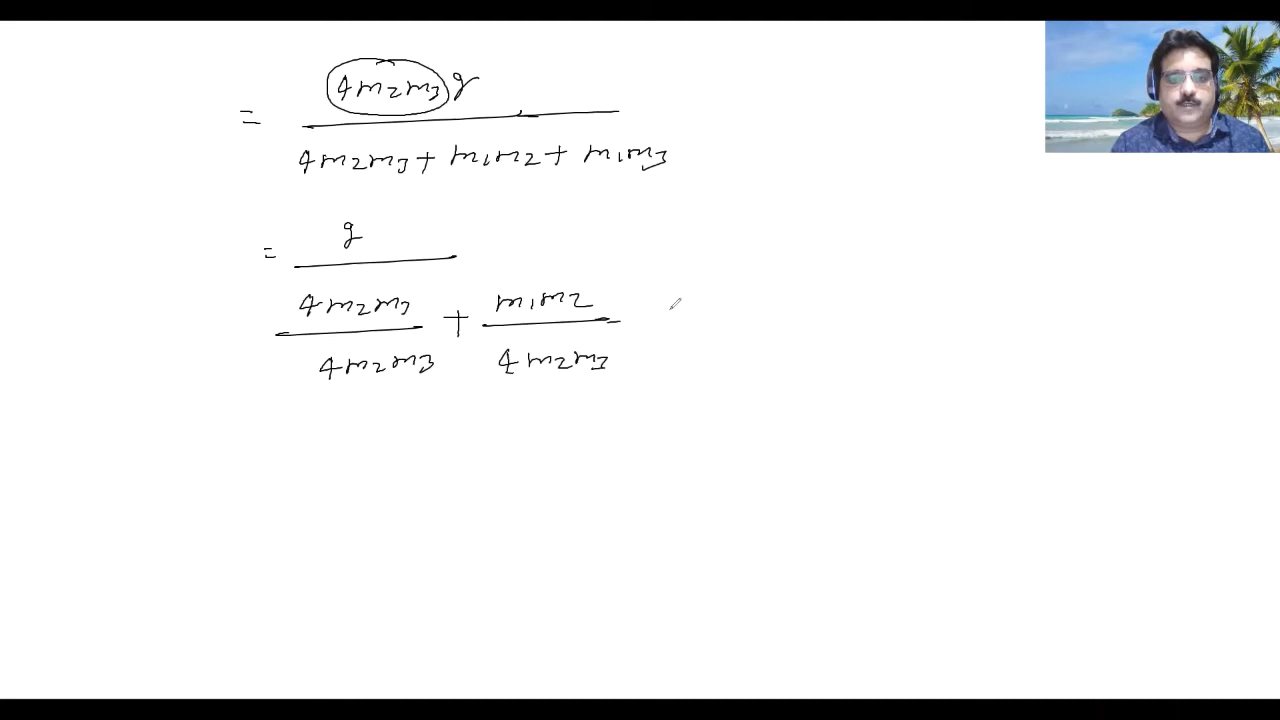 = 4m2m3g
4m2m3 + m1m2 + m1m3
= g
4m2m3 + m1m2
4m2m3 4m2m3